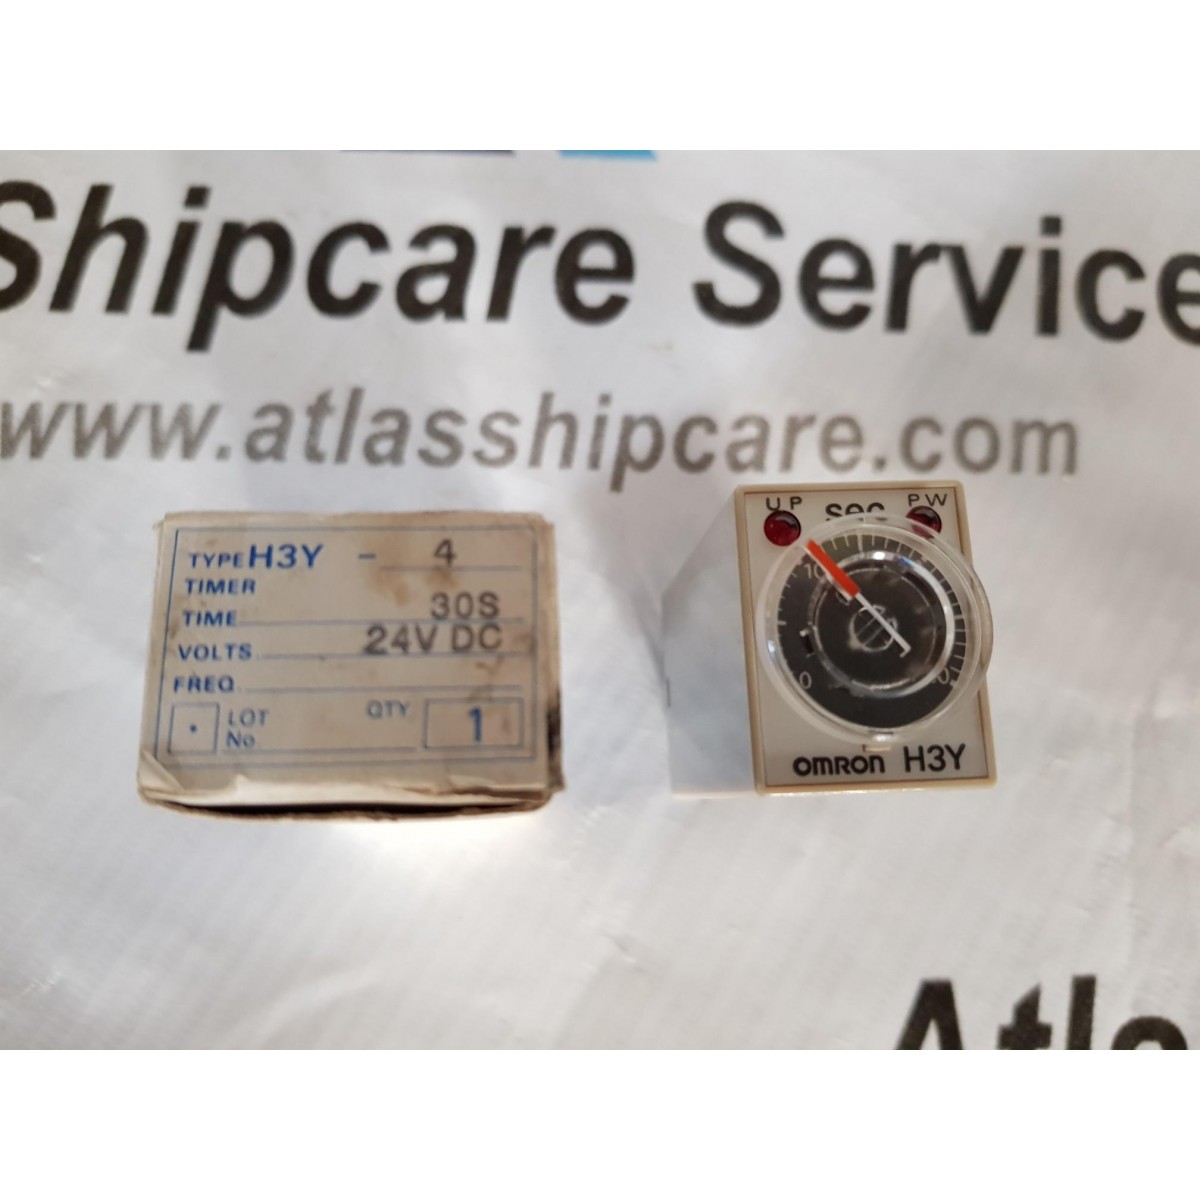 Shipcare Service
www.atlasshipcare.com
TYPE H3Y - 4
TIMER
TIME 30S
VOLTS 24V DC
FREQ.
LOT No QTY 1
UP sec PW
10
0
OMRON H3Y